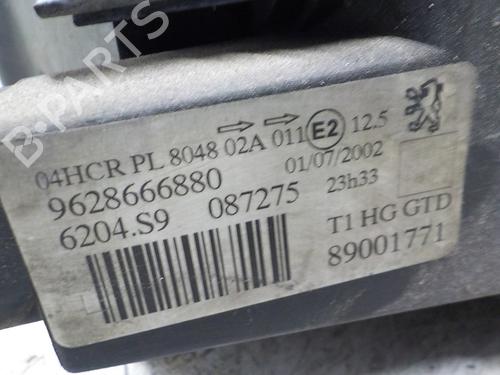 B-PARTS
04HCR PL 8048 02A 011 E2 12.5
9628666880 01/07/2002
6204.S9 087275 23h33
T1 HG GTD
89001771